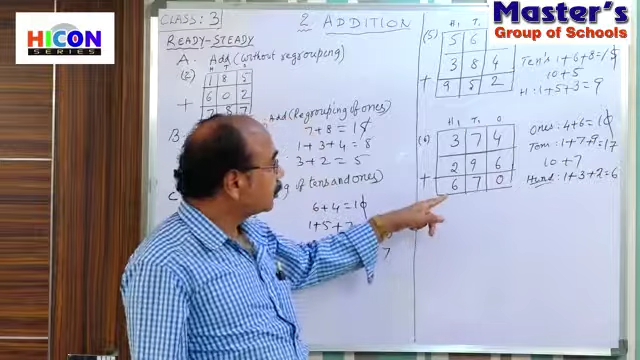 HICON
SERIES
Master's
Group of Schools
CLASS: 3
2 ADDITION
READY-STEADY
A. Add (without regrouping)
(2)
H T O
1 8 5
+ 6 0 2
7 8 7
B. Add (Regrouping of ones)
7+8 = 15
1+3+4 = 8
3+2 = 5
C
ing of tens and ones)
6+4 = 10
1+5+7
7
(5)
H T
5 6
3 8 4
+ 9 5 2
Ten's 1+6+8=15
10+5
H: 1+5+3=9
(6)
H T O
3 7 4
2 9 6
+ 6 7 0
Ones: 4+6=10
Tens: 1+7+9=17
10+7
Hund: 1+3+2=6